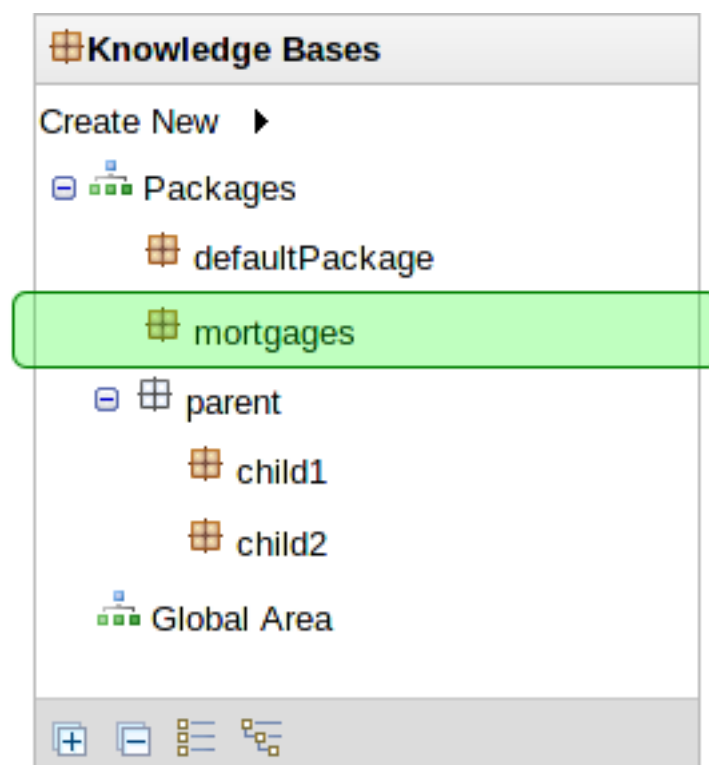 Knowledge Bases
Create New
Packages
defaultPackage
mortgages
parent
child1
child2
Global Area